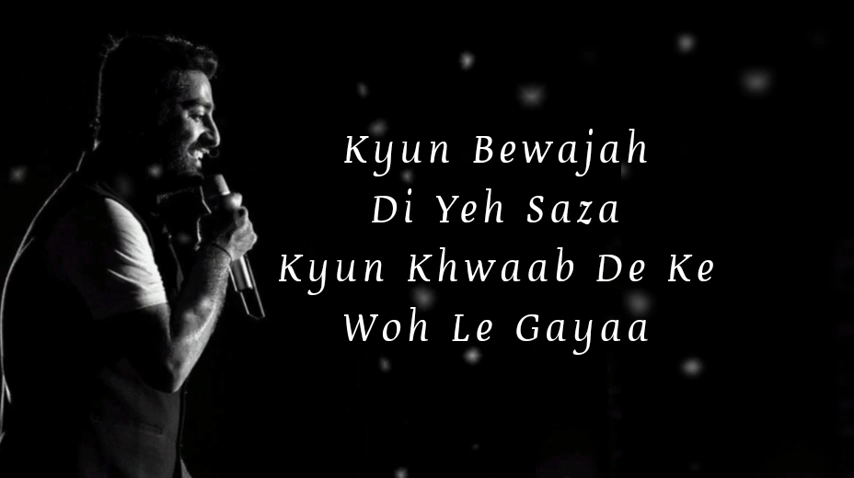 Kyun Bewajah
Di Yeh Saza
Kyun Khwaab De Ke
Woh Le Gayaa